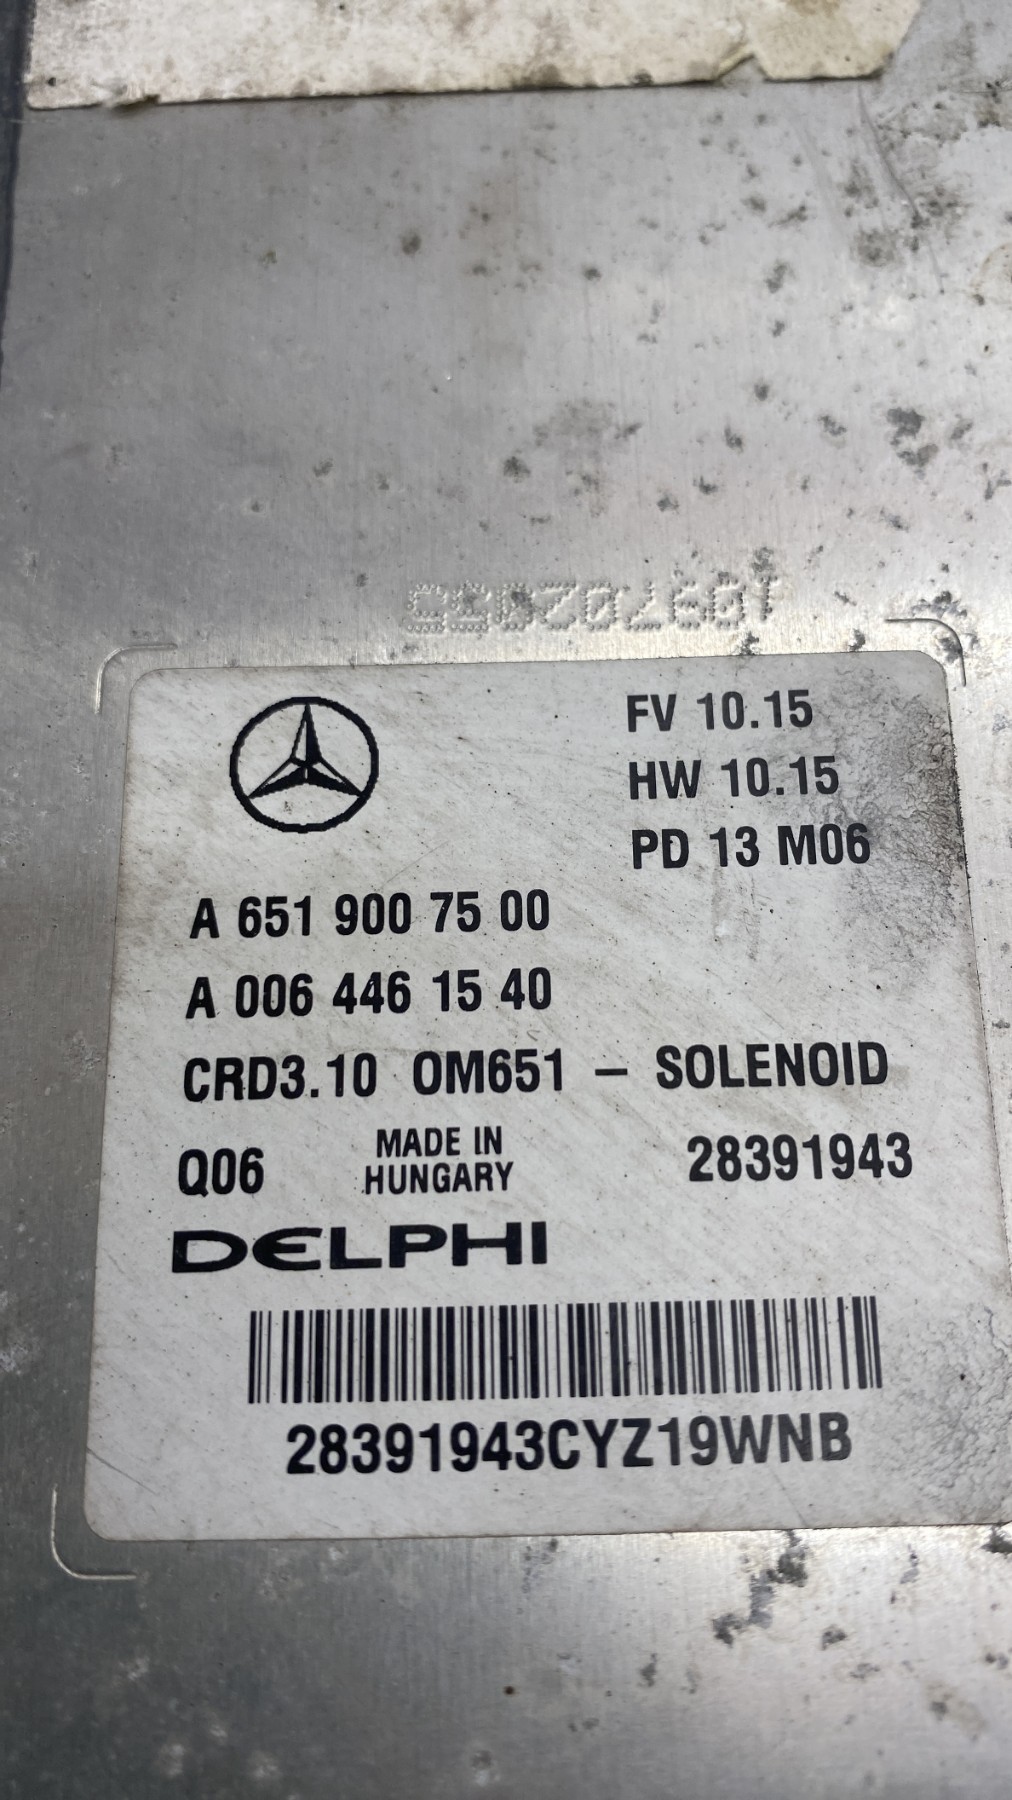 FV 10.15
HW 10.15
PD 13 M06
A 651 900 75 00
A 006 446 15 40
CRD3.10 OM651 – SOLENOID
Q06 MADE IN HUNGARY 28391943
DELPHI
28391943CYZ19WNB